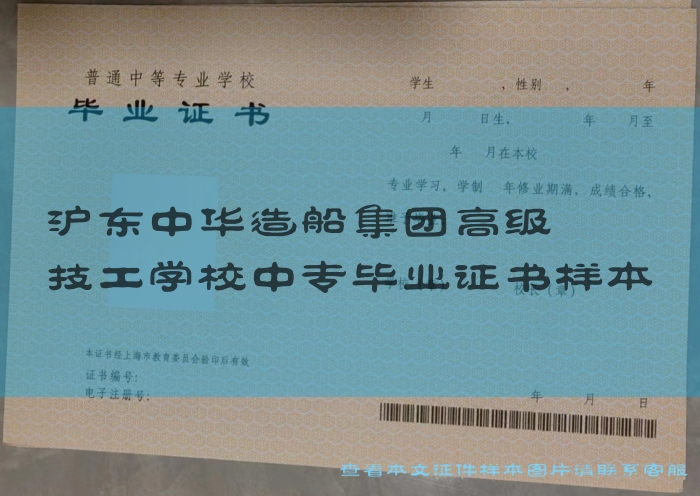 普通中等专业学校
毕业证书
学生 ，性别 ， 年
月 日生， 年 月至
年 月在本校
专业学习，学制 年修业期满，成绩合格，
沪东中华造船集团高级
技工学校中专毕业证书样本
校长（章）
本证书经上海市教育委员会验印后有效
证书编号：
电子注册号：
年 月 日
查看本文证件样本图片请联系客服